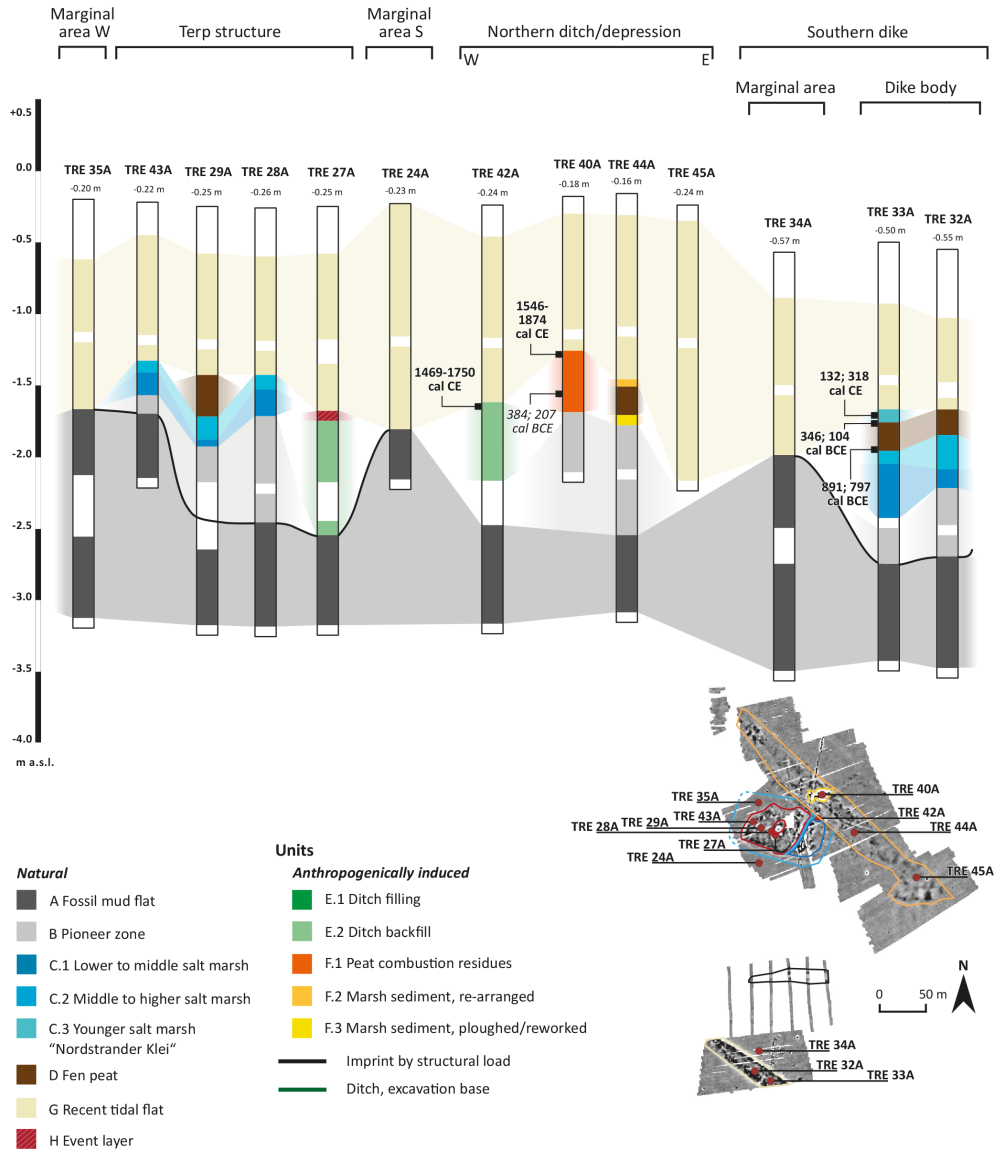 Marginal
area W
Terp structure
Marginal
area S
Northern ditch/depression
W
E
Southern dike
Marginal area
Dike body
+0.5
0.0
-0.5
-1.0
-1.5
-2.0
-2.5
-3.0
-3.5
-4.0
m a.s.l.
TRE 35A
-0.20 m
TRE 43A
-0.22 m
TRE 29A
-0.25 m
TRE 28A
-0.26 m
TRE 27A
-0.25 m
TRE 24A
-0.23 m
TRE 42A
-0.24 m
TRE 40A
-0.18 m
TRE 44A
-0.16 m
TRE 45A
-0.24 m
TRE 34A
-0.57 m
TRE 33A
-0.50 m
TRE 32A
-0.55 m
1469-1750
cal CE
1546-
1874
cal CE
384; 207
cal BCE
132; 318
cal CE
346; 104
cal BCE
891; 797
cal BCE
TRE 35A
TRE 43A
TRE 29A
TRE 28A
TRE 27A
TRE 24A
TRE 40A
TRE 42A
TRE 44A
TRE 45A
TRE 34A
TRE 32A
TRE 33A
0
50 m
N
Units
Natural
A Fossil mud flat
B Pioneer zone
C.1 Lower to middle salt marsh
C.2 Middle to higher salt marsh
C.3 Younger salt marsh
“Nordstrander Klei“
D Fen peat
G Recent tidal flat
H Event layer
Anthropogenically induced
E.1 Ditch filling
E.2 Ditch backfill
F.1 Peat combustion residues
F.2 Marsh sediment, re-arranged
F.3 Marsh sediment, ploughed/reworked
Imprint by structural load
Ditch, excavation base